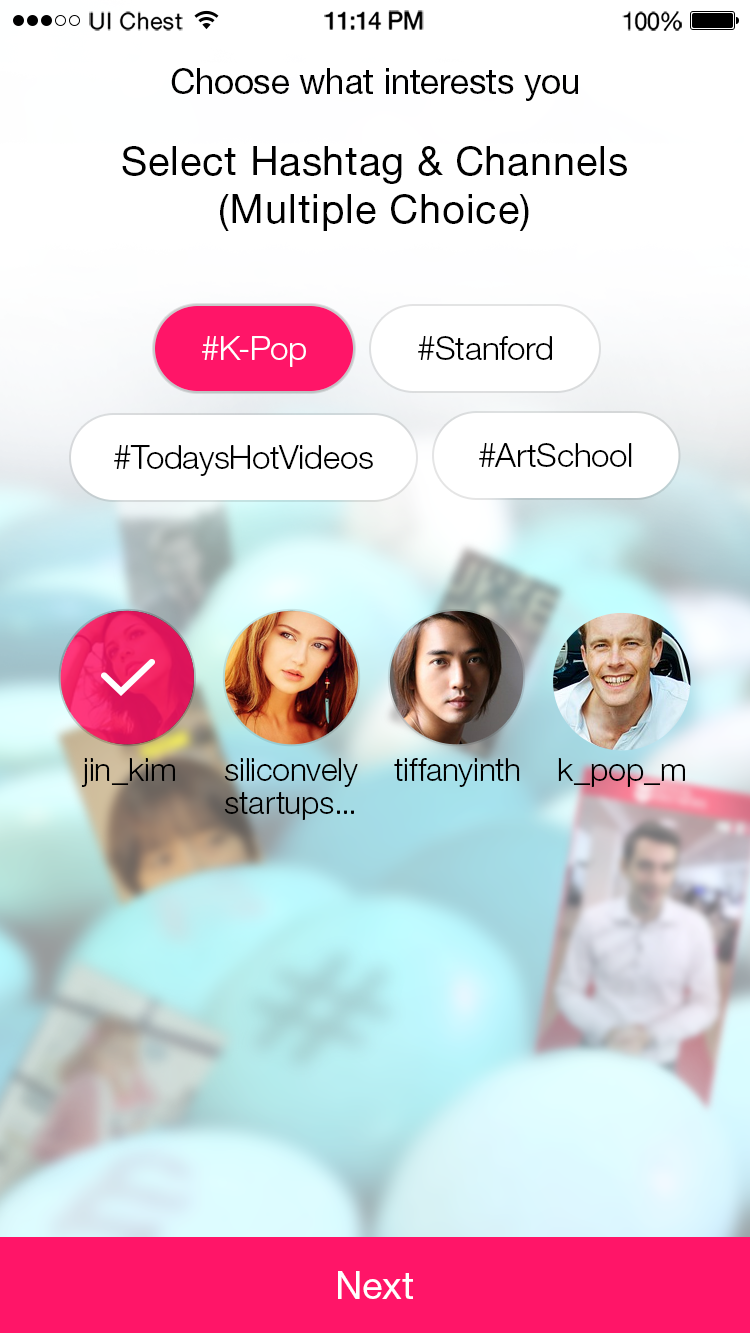 UI Chest 11:14 PM 100%
Choose what interests you
Select Hashtag & Channels
(Multiple Choice)
#K-Pop #Stanford
#TodaysHotVideos #ArtSchool
jin_kim siliconvely tiffanyinth k_pop_m
startups...
#
Next